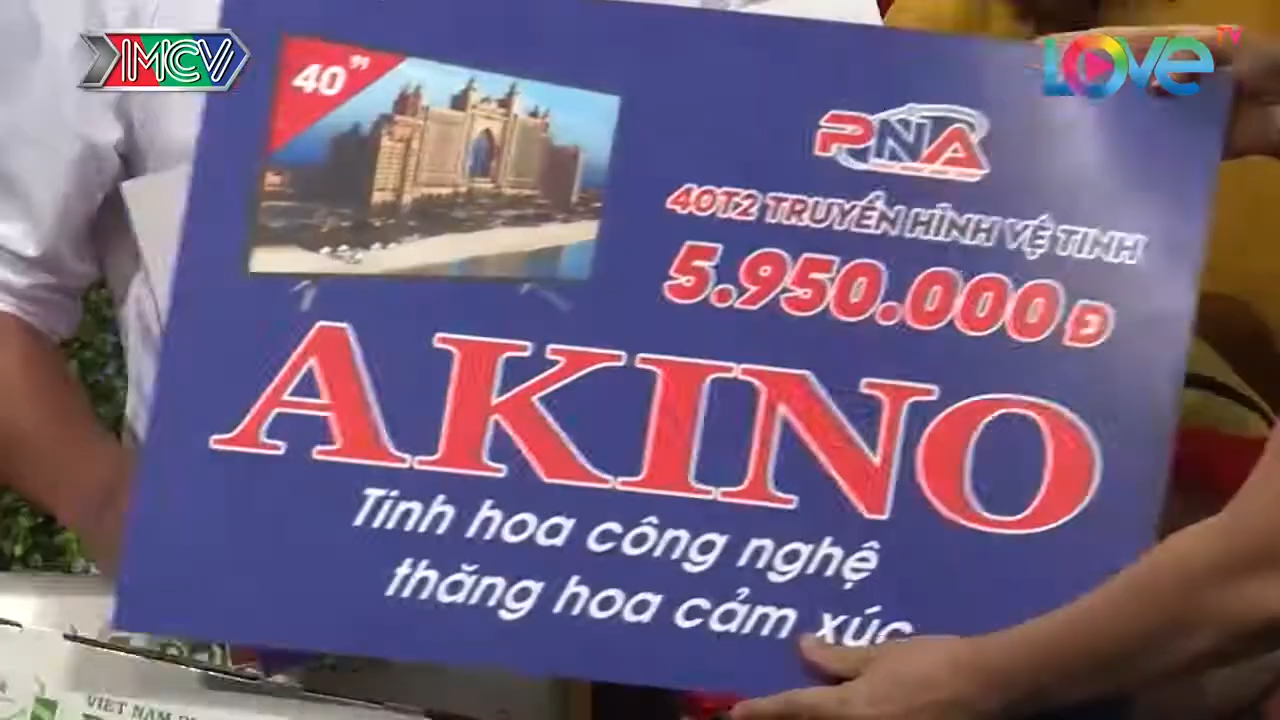 MCV
LOVE TV
40"
PNA
40T2 TRUYỀN HÌNH VỆ TINH
5.950.000 Đ
AKINO
Tinh hoa công nghệ
thăng hoa cảm xúc
VIỆT NAM